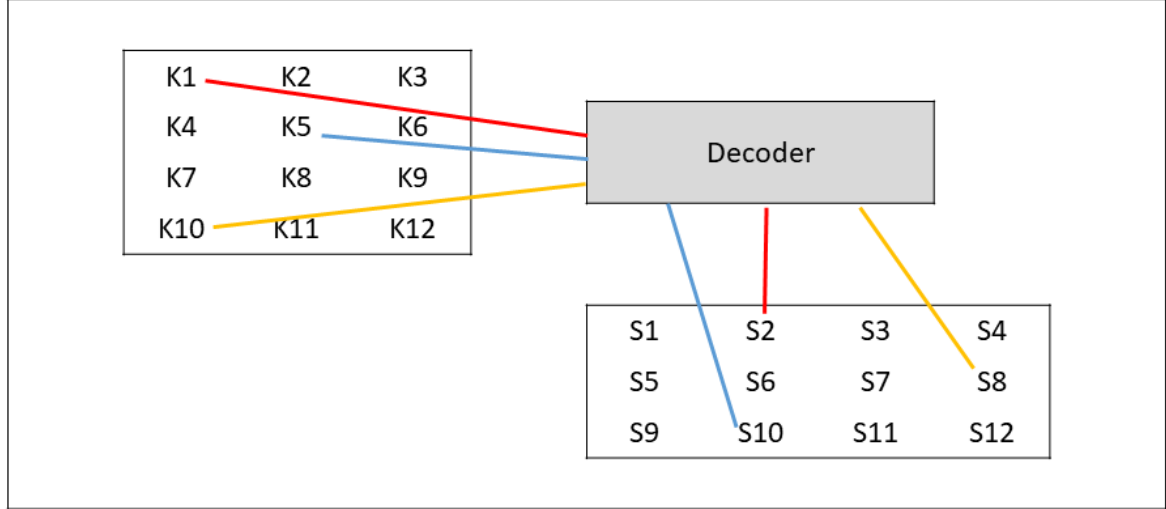 K1 K2 K3
K4 K5 K6
K7 K8 K9
K10 K11 K12
Decoder
S1 S2 S3 S4
S5 S6 S7 S8
S9 S10 S11 S12